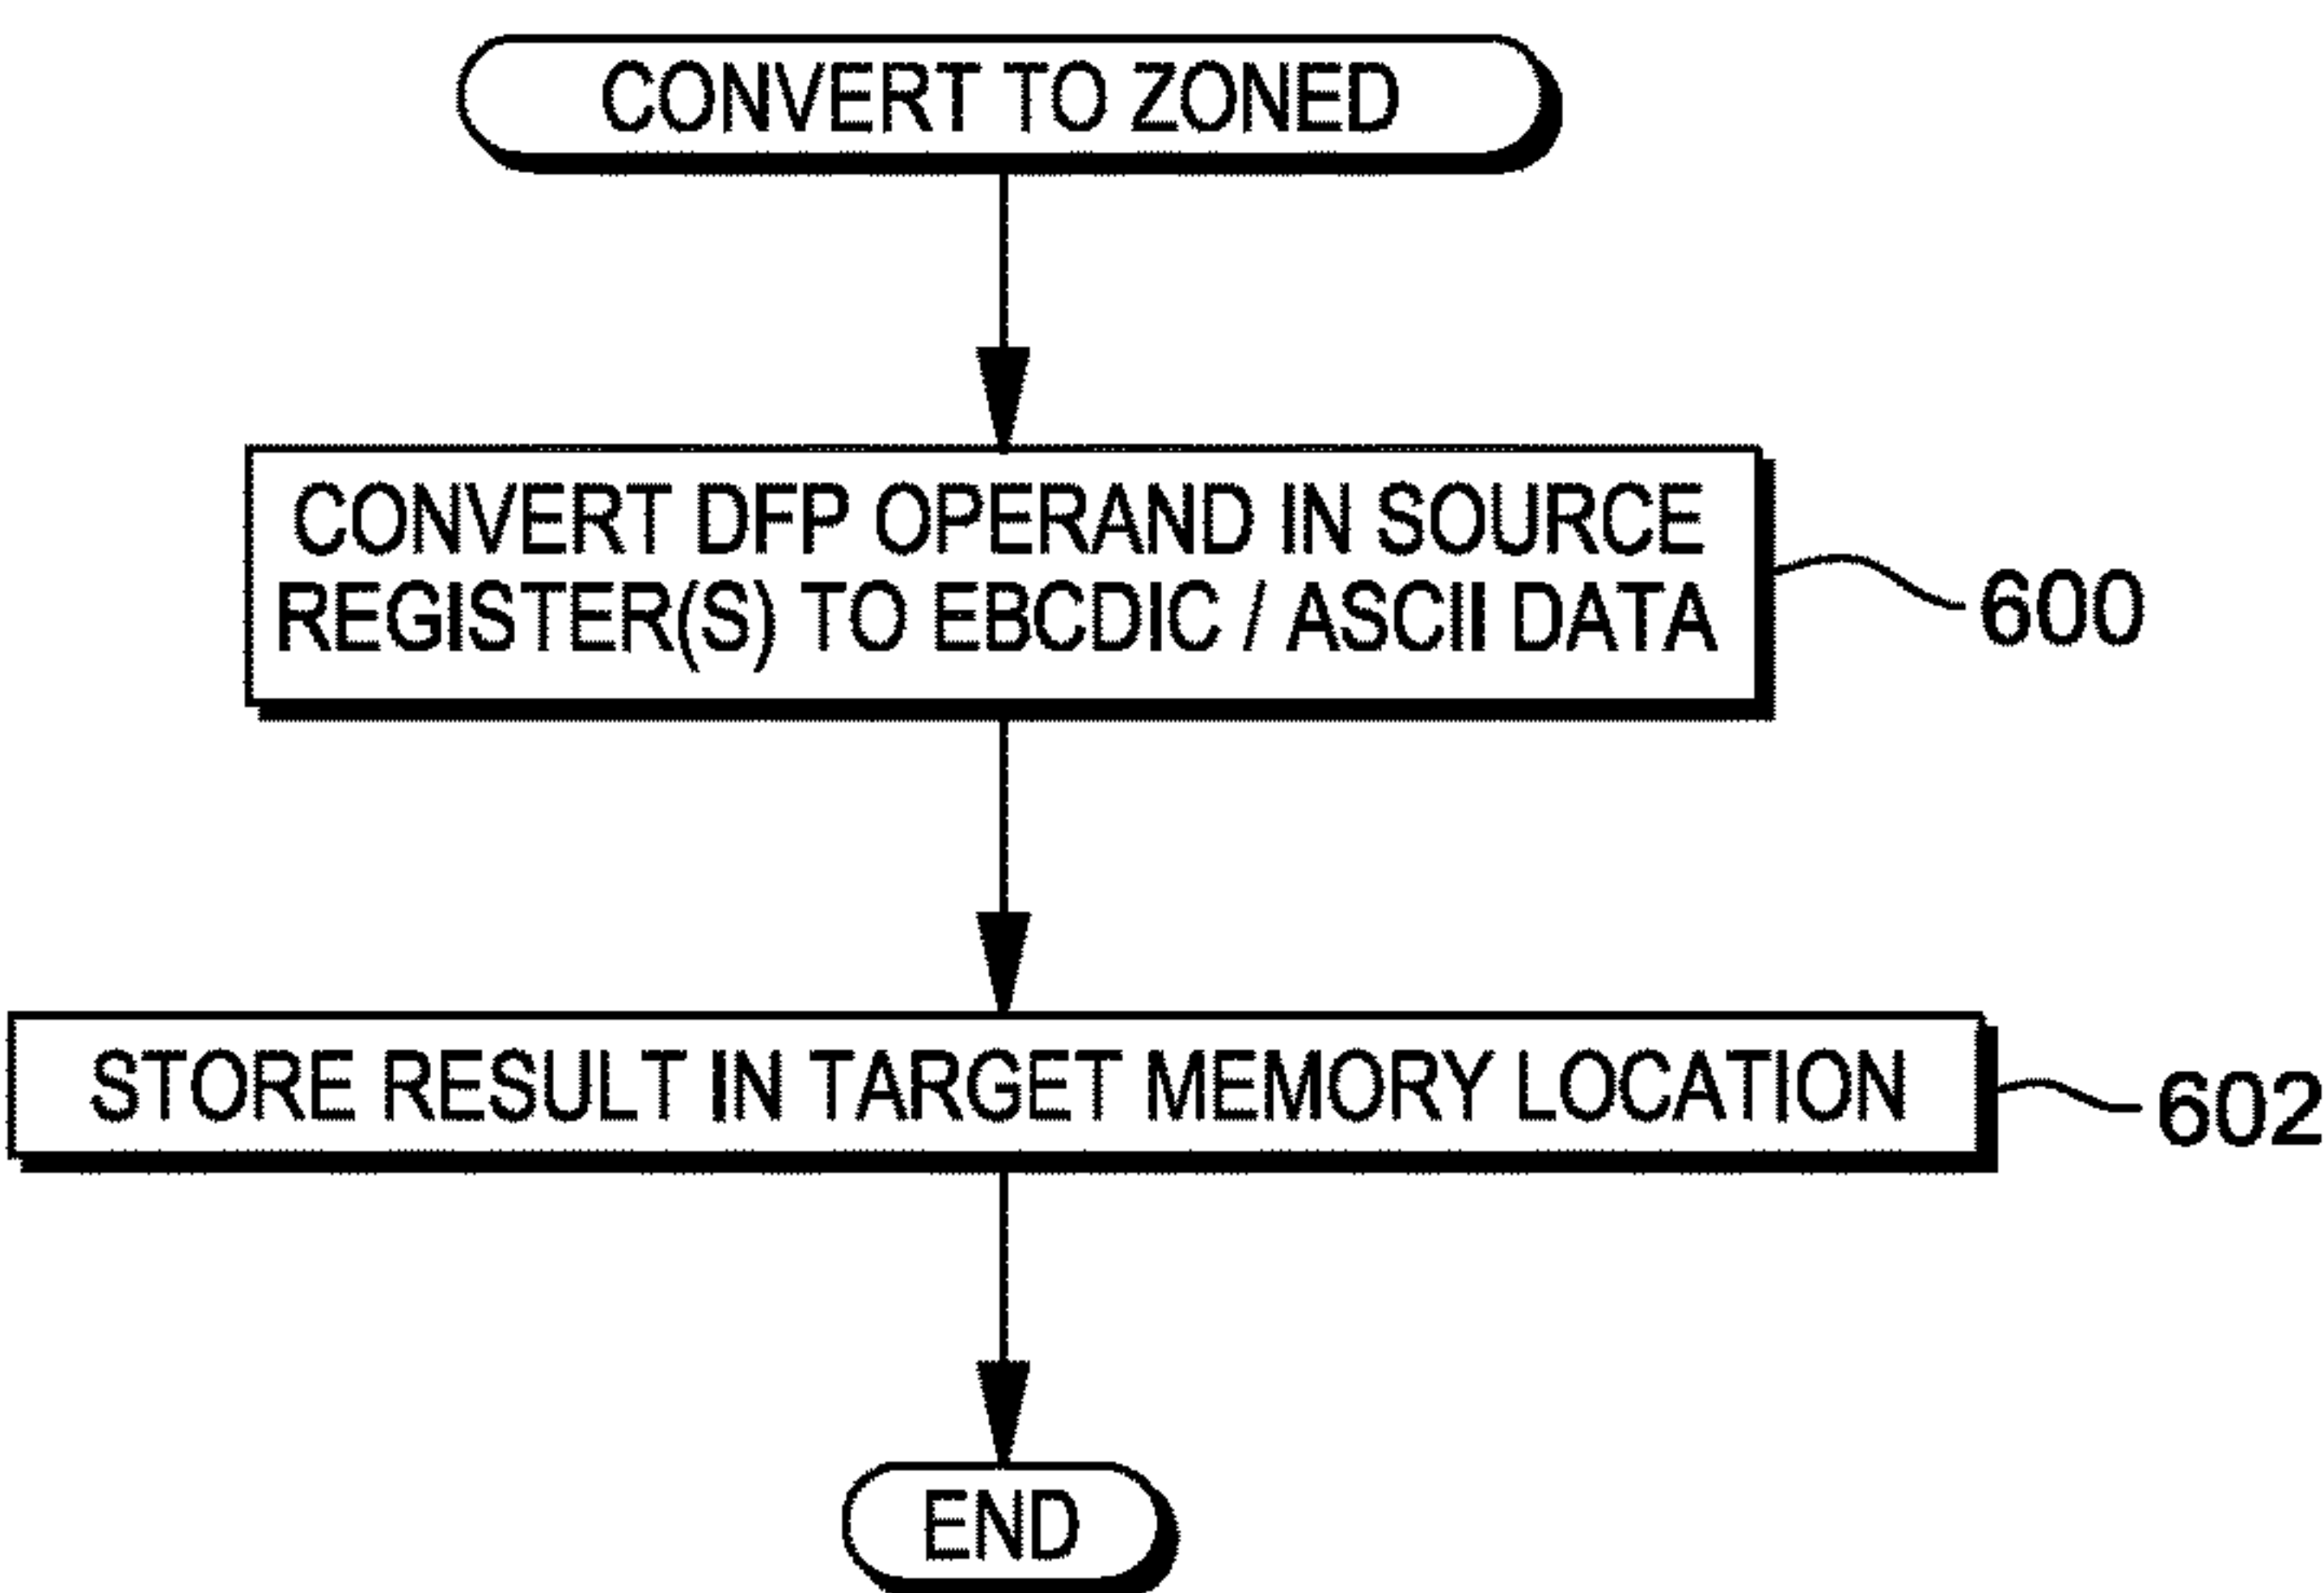 CONVERT TO ZONED
CONVERT DFP OPERAND IN SOURCE
REGISTER(S) TO EBCDIC / ASCII DATA
600
STORE RESULT IN TARGET MEMORY LOCATION
602
END